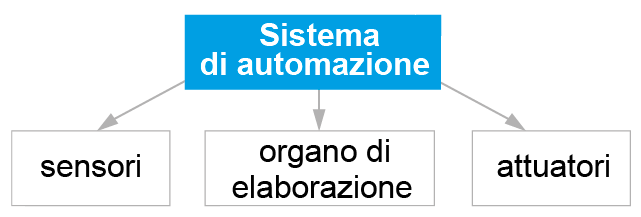 Sistema
di automazione
sensori
organo di
elaborazione
attuatori